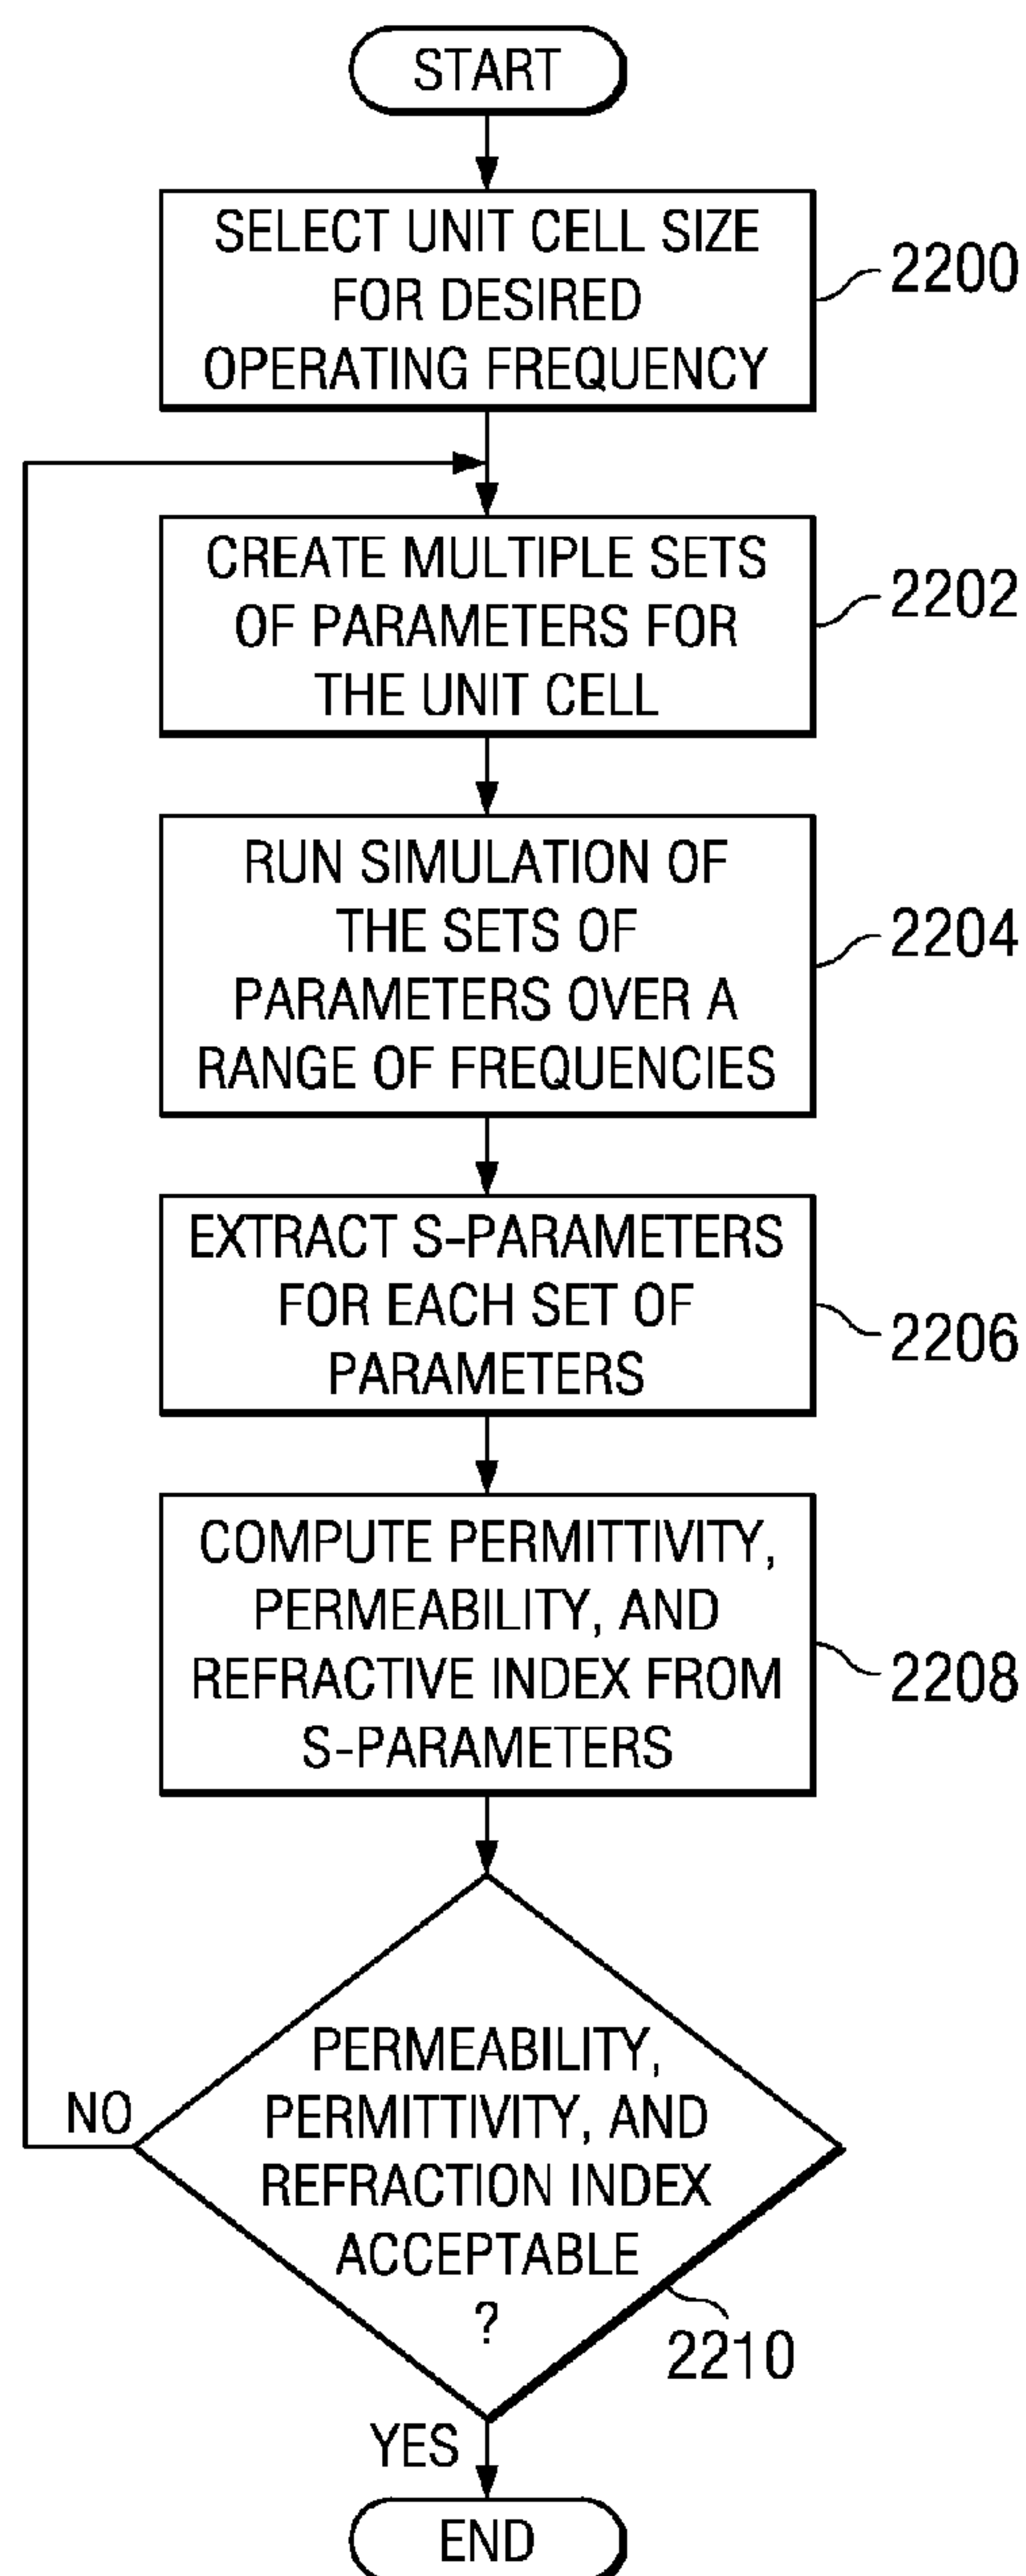 START
SELECT UNIT CELL SIZE
FOR DESIRED
OPERATING FREQUENCY
2200
CREATE MULTIPLE SETS
OF PARAMETERS FOR
THE UNIT CELL
2202
RUN SIMULATION OF
THE SETS OF
PARAMETERS OVER A
RANGE OF FREQUENCIES
2204
EXTRACT S-PARAMETERS
FOR EACH SET OF
PARAMETERS
2206
COMPUTE PERMITTIVITY,
PERMEABILITY, AND
REFRACTIVE INDEX FROM
S-PARAMETERS
2208
PERMEABILITY,
PERMITTIVITY, AND
REFRACTION INDEX
ACCEPTABLE
?
2210
NO
YES
END